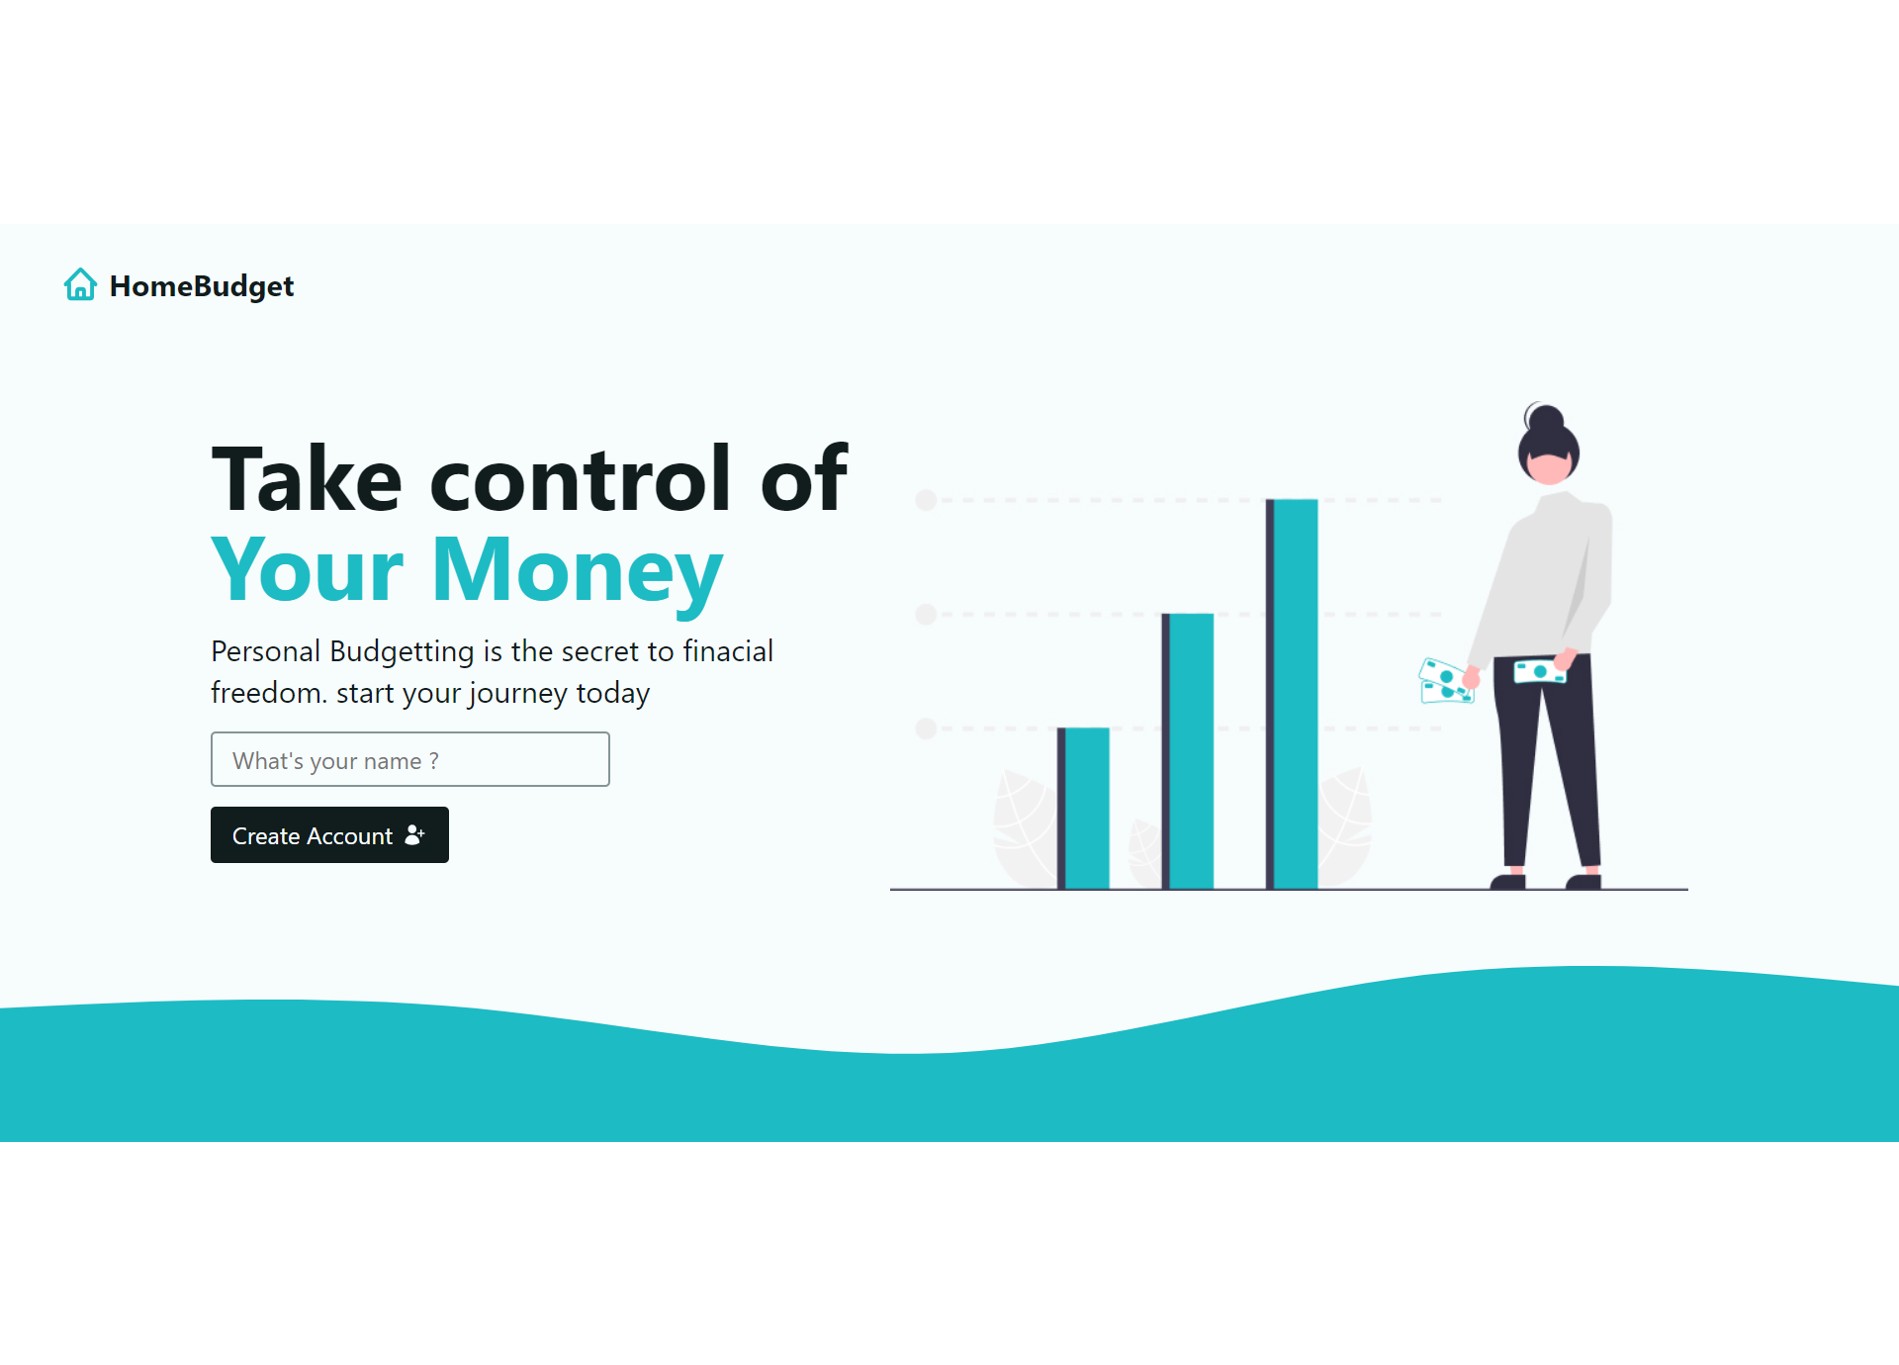 HomeBudget
Take control of
Your Money
Personal Budgetting is the secret to finacial
freedom. start your journey today
What's your name ?
Create Account